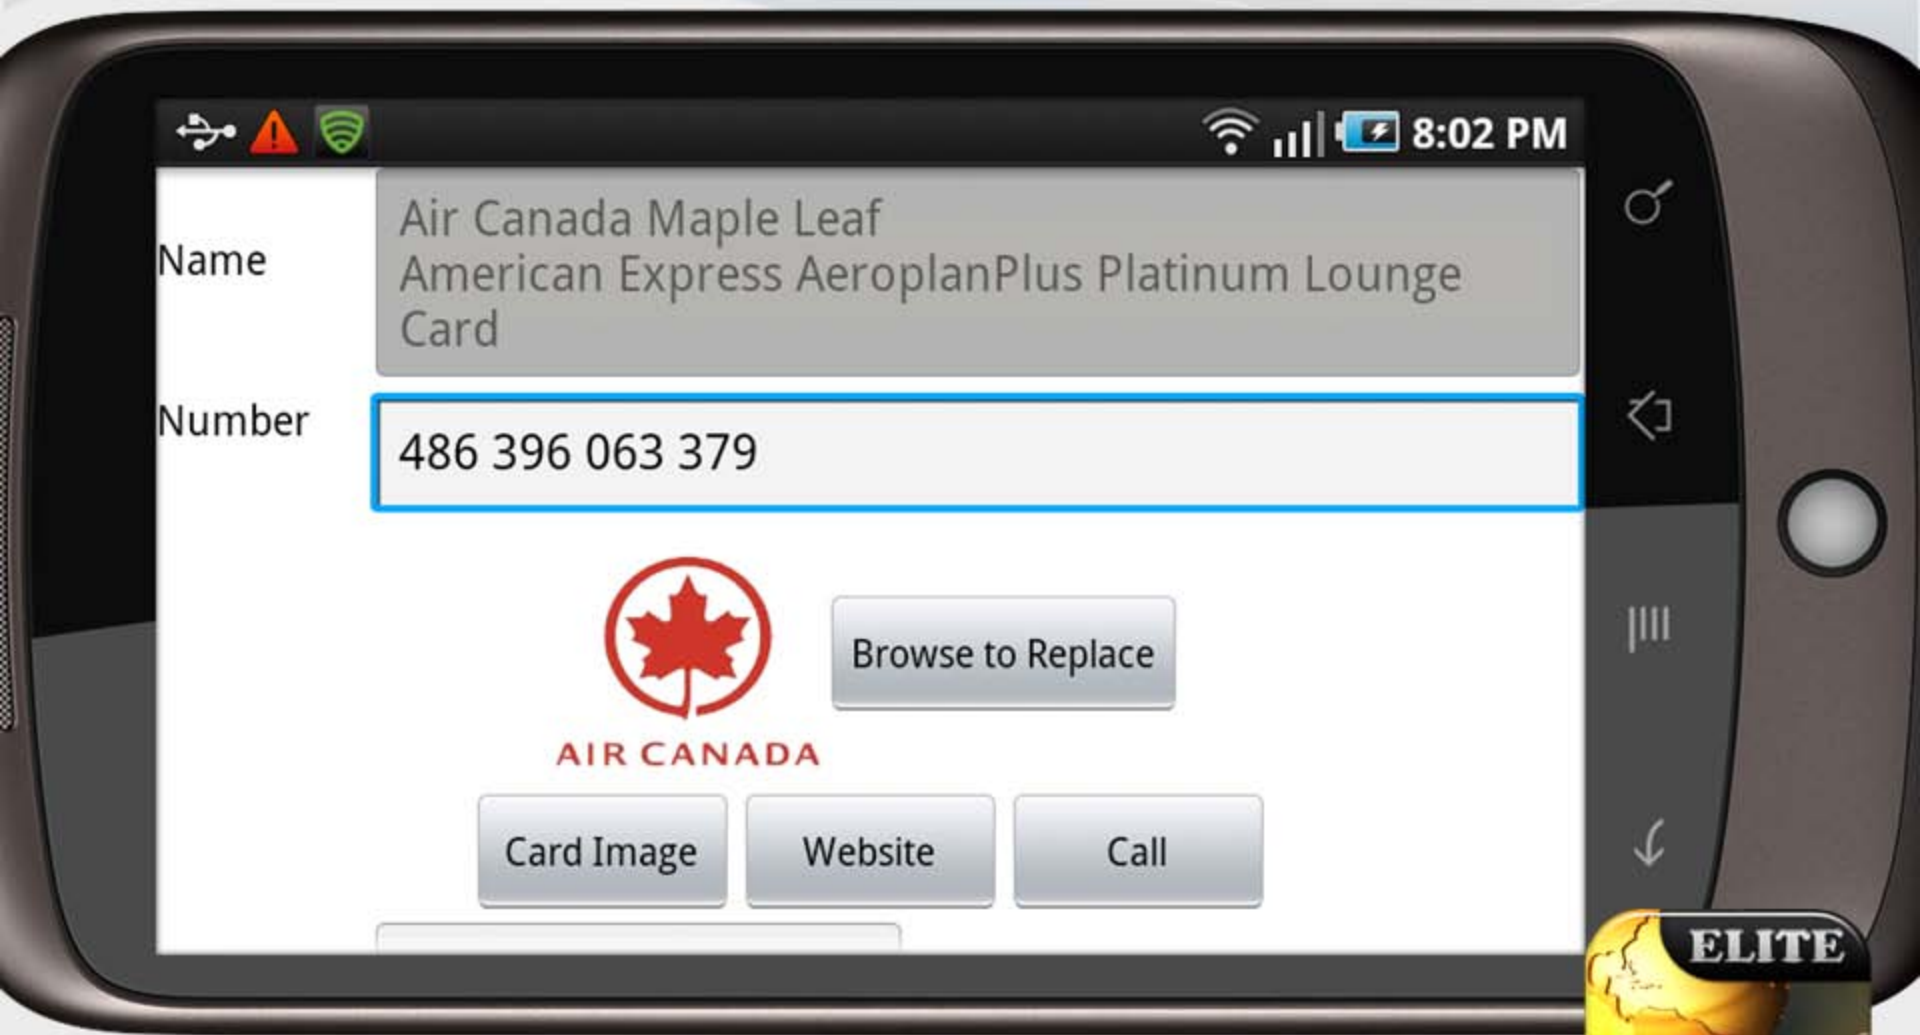 8:02 PM
Name
Air Canada Maple Leaf
American Express AeroplanPlus Platinum Lounge
Card
Number
486 396 063 379
Browse to Replace
AIR CANADA
Card Image
Website
Call
ELITE